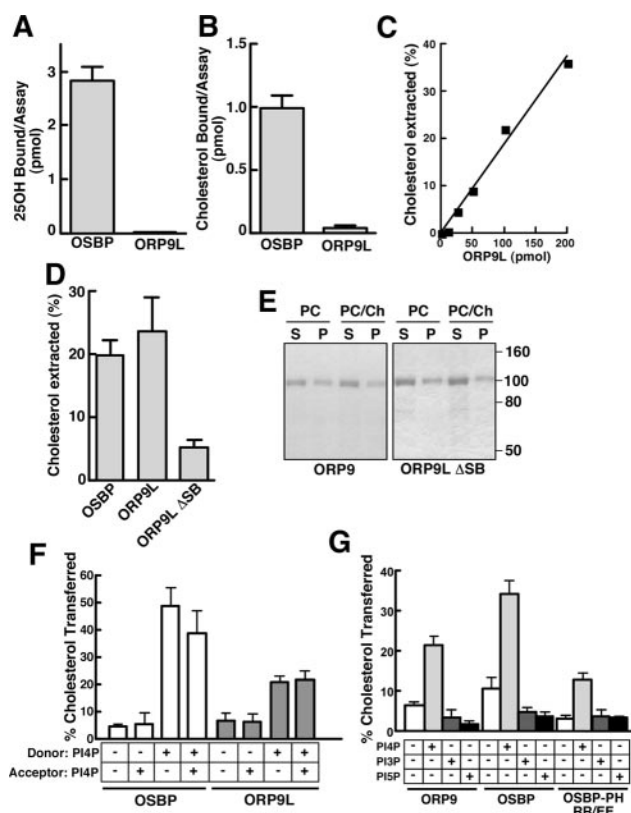 A
25OH Bound/Assay
(pmol)
3
2
1
0
OSBP
ORP9L
B
Cholesterol Bound/Assay
(pmol)
1.5
1.0
0.5
0
OSBP
ORP9L
C
Cholesterol extracted (%)
40
30
20
10
0
0
50
100
150
200
ORP9L (pmol)
D
Cholesterol extracted (%)
30
20
10
0
OSBP
ORP9L
ORP9L ΔSB
E
PC PC/Ch PC PC/Ch
S P S P S P S P
160
100
80
50
ORP9 ORP9L ΔSB
F
% Cholesterol Transferred
60
50
40
30
20
10
0
Donor: PI4P - - + + - - + +
Acceptor: PI4P - + - + - + - +
OSBP ORP9L
G
% Cholesterol Transferred
40
30
20
10
0
PI4P - + - - - + - - - + - -
PI3P - - + - - - + - - - + -
PI5P - - - + - - - + - - - +
ORP9 OSBP OSBP-PH
RR/EE